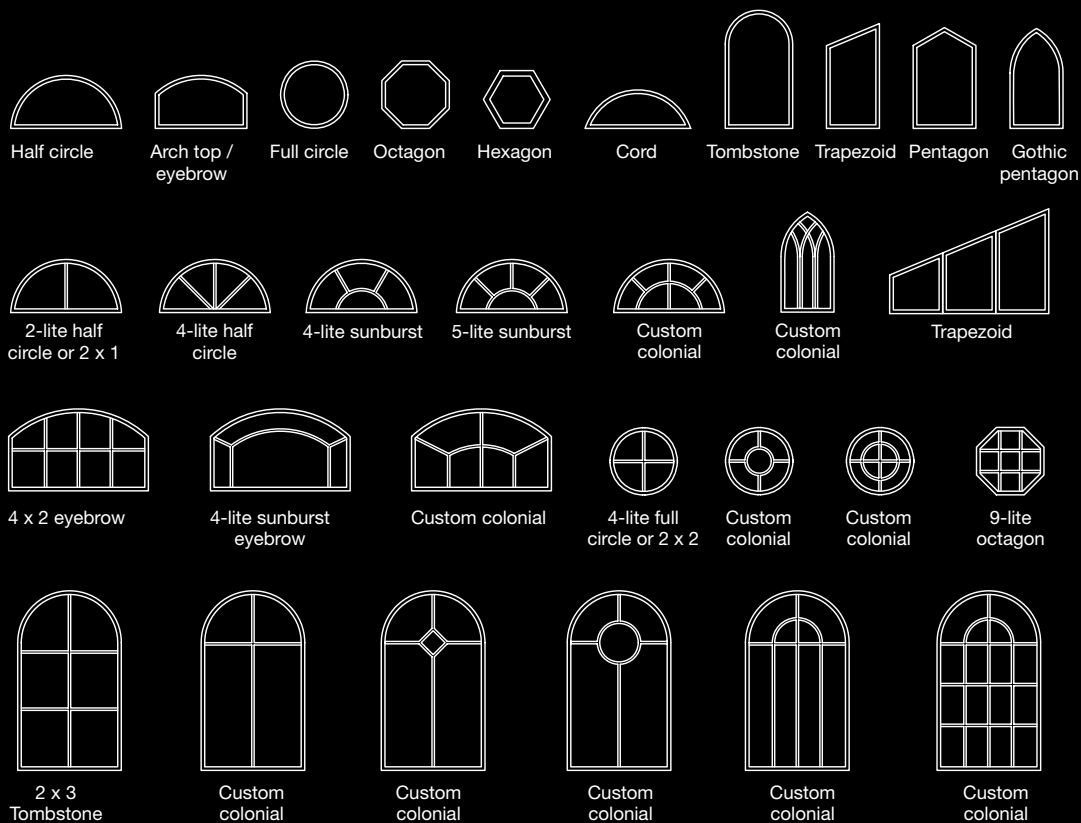 Half circle
Arch top /
eyebrow
Full circle
Octagon
Hexagon
Cord
Tombstone
Trapezoid
Pentagon
Gothic
pentagon
2-lite half
circle or 2 x 1
4-lite half
circle
4-lite sunburst
5-lite sunburst
Custom
colonial
Custom
colonial
Trapezoid
4 x 2 eyebrow
4-lite sunburst
eyebrow
Custom colonial
4-lite full
circle or 2 x 2
Custom
colonial
Custom
colonial
9-lite
octagon
2 x 3
Tombstone
Custom
colonial
Custom
colonial
Custom
colonial
Custom
colonial
Custom
colonial